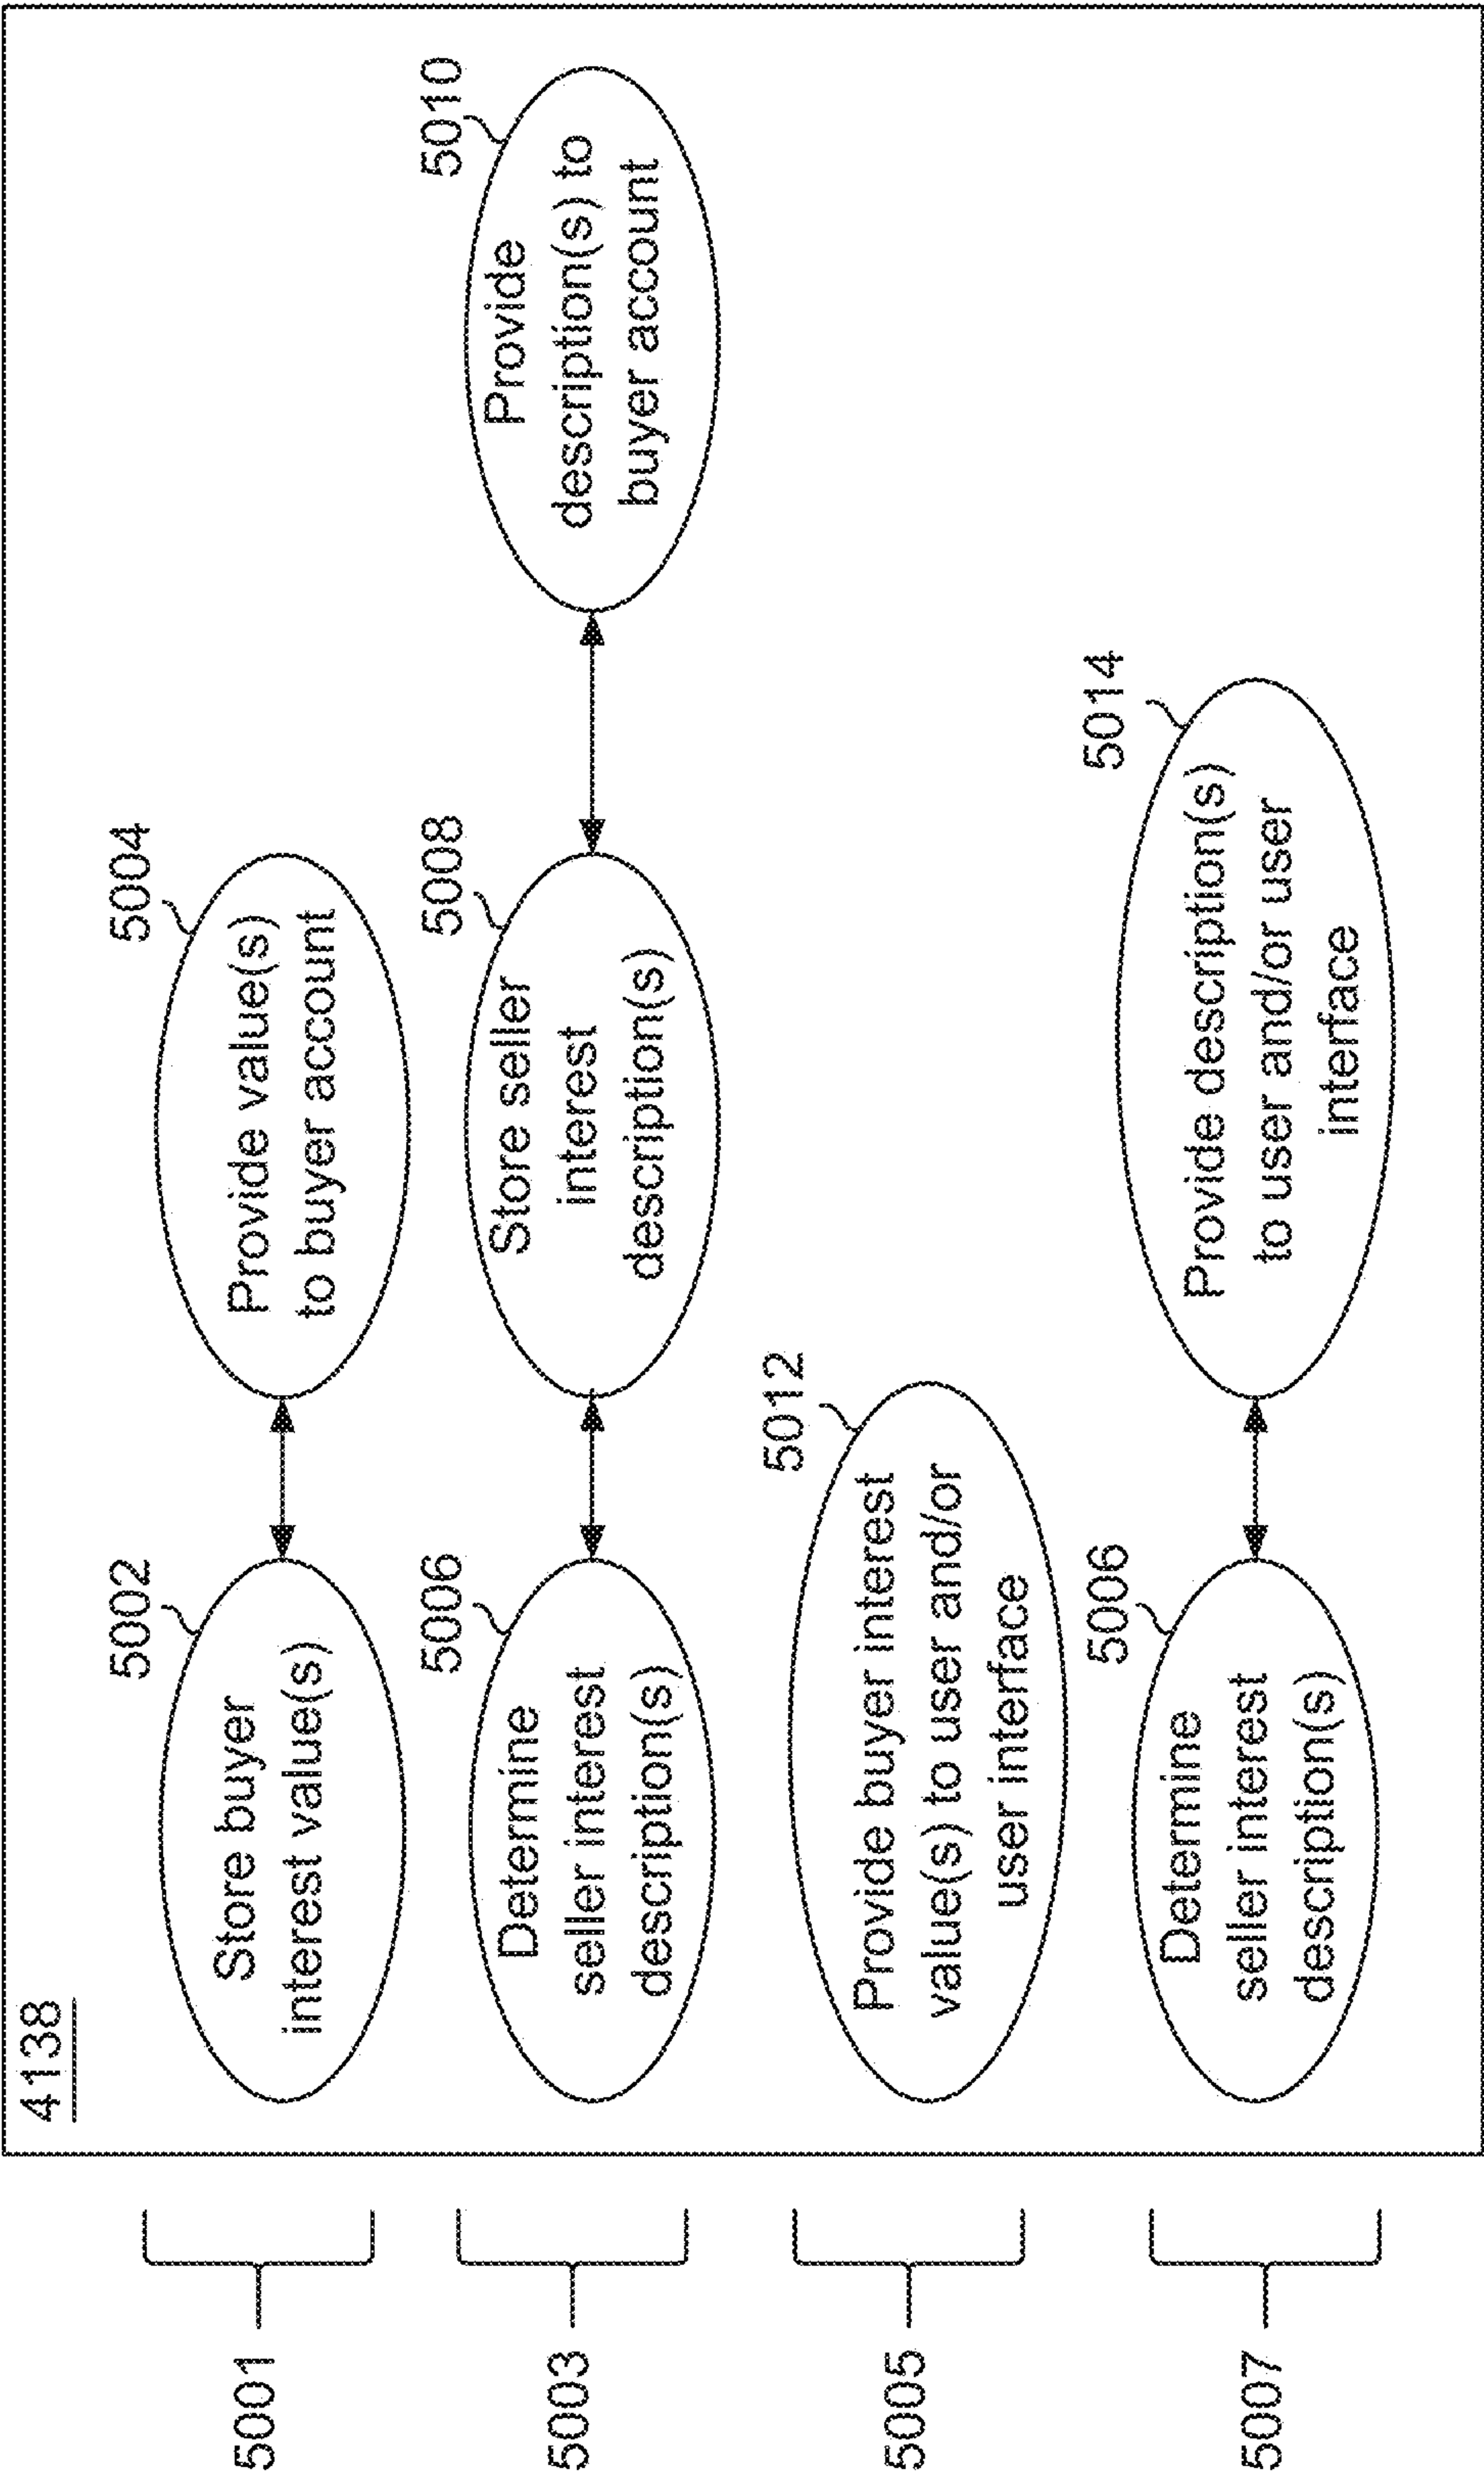 4138
5001
5002
Store buyer
interest value(s)
5004
Provide value(s)
to buyer account
5003
5006
Determine
seller interest
description(s)
5008
Store seller
interest
description(s)
5010
Provide
description(s) to
buyer account
5005
5012
Provide buyer interest
value(s) to user and/or
user interface
5007
5006
Determine
seller interest
description(s)
5014
Provide description(s)
to user and/or user
interface